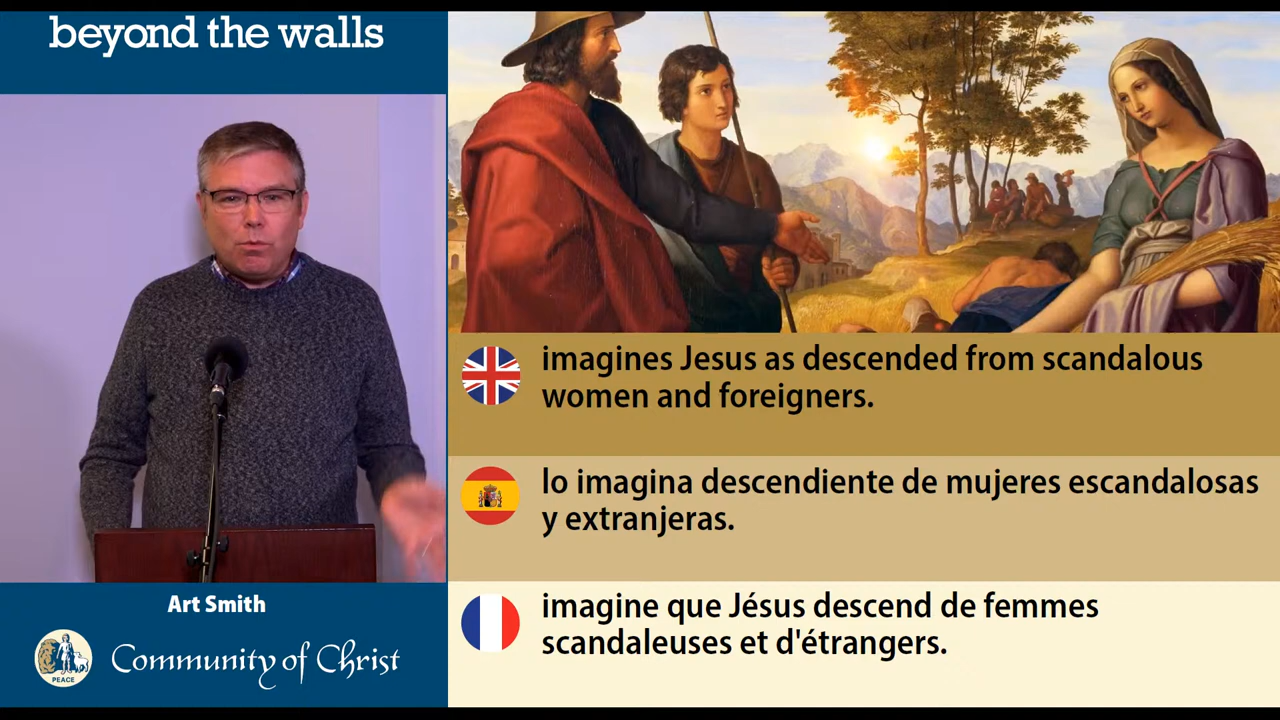 beyond the walls
imagines Jesus as descended from scandalous
women and foreigners.
lo imagina descendiente de mujeres escandalosas
y extranjeras.
imagine que Jésus descend de femmes
scandaleuses et d'étrangers.
Art Smith
Community of Christ
PEACE